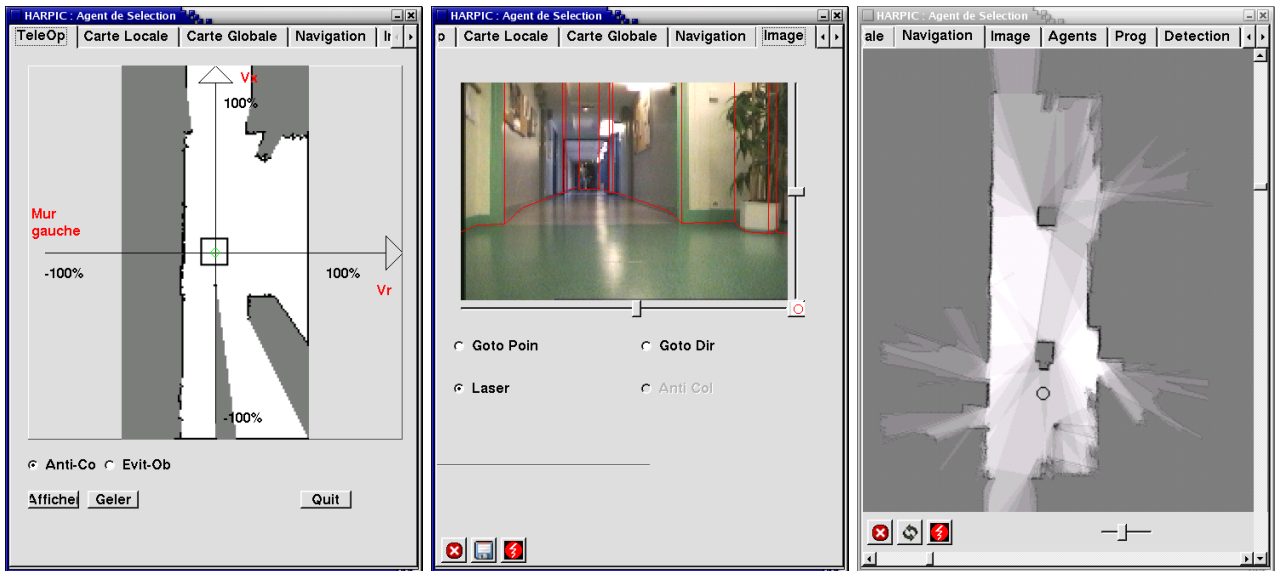 HARPIC : Agent de Selection
TeleOp Carte Locale Carte Globale Navigation
Vx
100%
Mur
gauche
-100%
100%
Vr
-100%
Anti-Co Evit-Ob
Geler Quit
HARPIC : Agent de Selection
Carte Locale Carte Globale Navigation Image
Goto Poin Goto Dir
Laser Anti Col
HARPIC : Agent de Selection
ale Navigation Image Agents Prog Detection